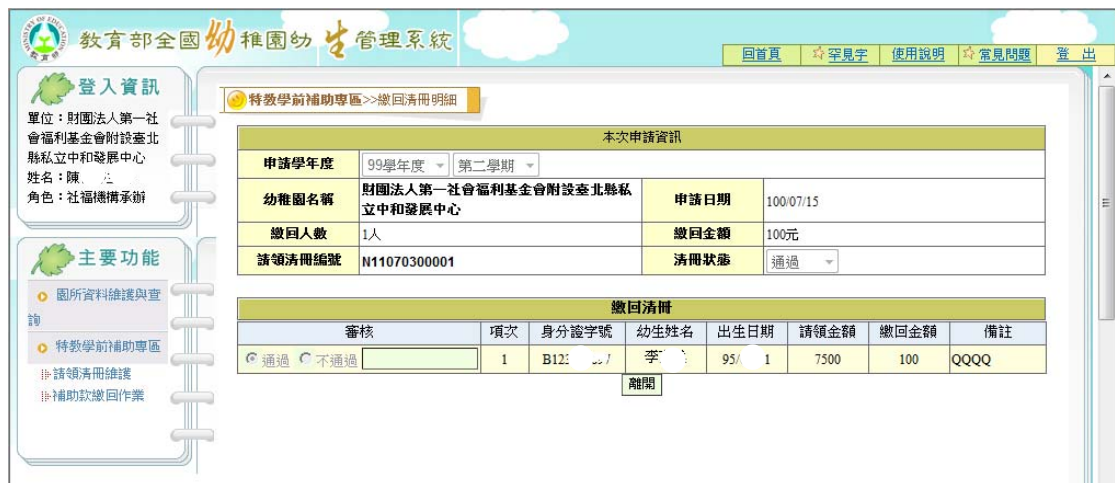 教育部全國幼稚園幼生管理系統
回首頁 ☆罕見字 使用說明 ☆常見問題 登 出
登入資訊
單位：財團法人第一社
會福利基金會附設臺北
縣私立中和發展中心
姓名：陳
角色：社福機構承辦
主要功能
園所資料維護與查
詢
特教學前補助專區
請領清冊維護
補助款繳回作業
特教學前補助專區>>繳回清冊明細
本次申請資訊
申請學年度 99學年度 第二學期
幼稚園名稱 財團法人第一社會福利基金會附設臺北縣私
立中和發展中心 申請日期 100/07/15
繳回人數 1人 繳回金額 100元
請領清冊編號 N11070300001 清冊狀態 通過
繳回清冊
審核 項次 身分證字號 幼生姓名 出生日期 請領金額 繳回金額 備註
通過 不通過 1 B12 李 95/ 1 7500 100 QQQQ
離開